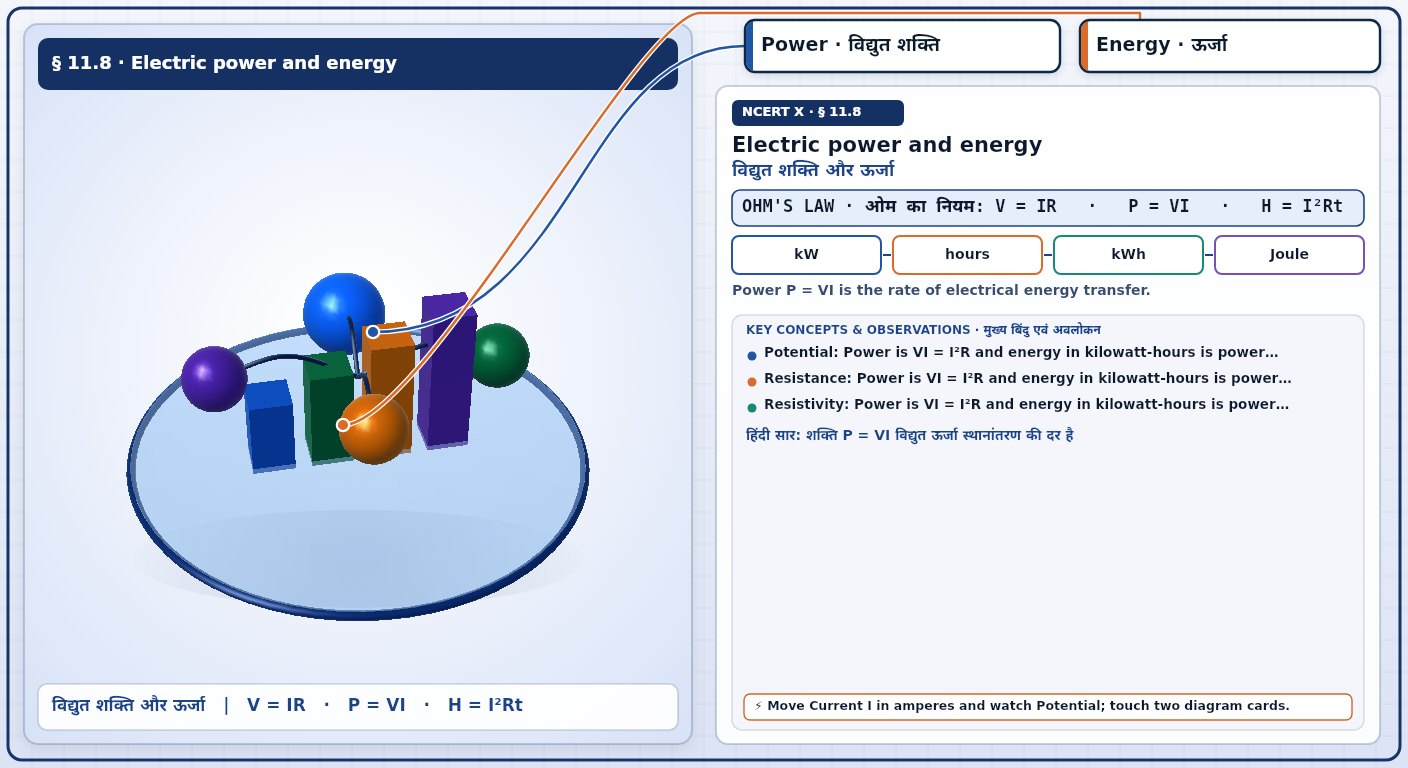 § 11.8 · Electric power and energy
Power · विद्युत शक्ति
Energy · ऊर्जा
NCERT X · § 11.8
Electric power and energy
विद्युत शक्ति और ऊर्जा
OHM'S LAW · ओम का नियम: V = IR · P = VI · H = I²Rt
kW
hours
kWh
Joule
Power P = VI is the rate of electrical energy transfer.
KEY CONCEPTS & OBSERVATIONS · मुख्य बिंदु एवं अवलोकन
Potential: Power is VI = I²R and energy in kilowatt-hours is power...
Resistance: Power is VI = I²R and energy in kilowatt-hours is power...
Resistivity: Power is VI = I²R and energy in kilowatt-hours is power...
हिंदी सार: शक्ति P = VI विद्युत ऊर्जा स्थानांतरण की दर है
⚡ Move Current I in amperes and watch Potential; touch two diagram cards.
विद्युत शक्ति और ऊर्जा | V = IR · P = VI · H = I²Rt